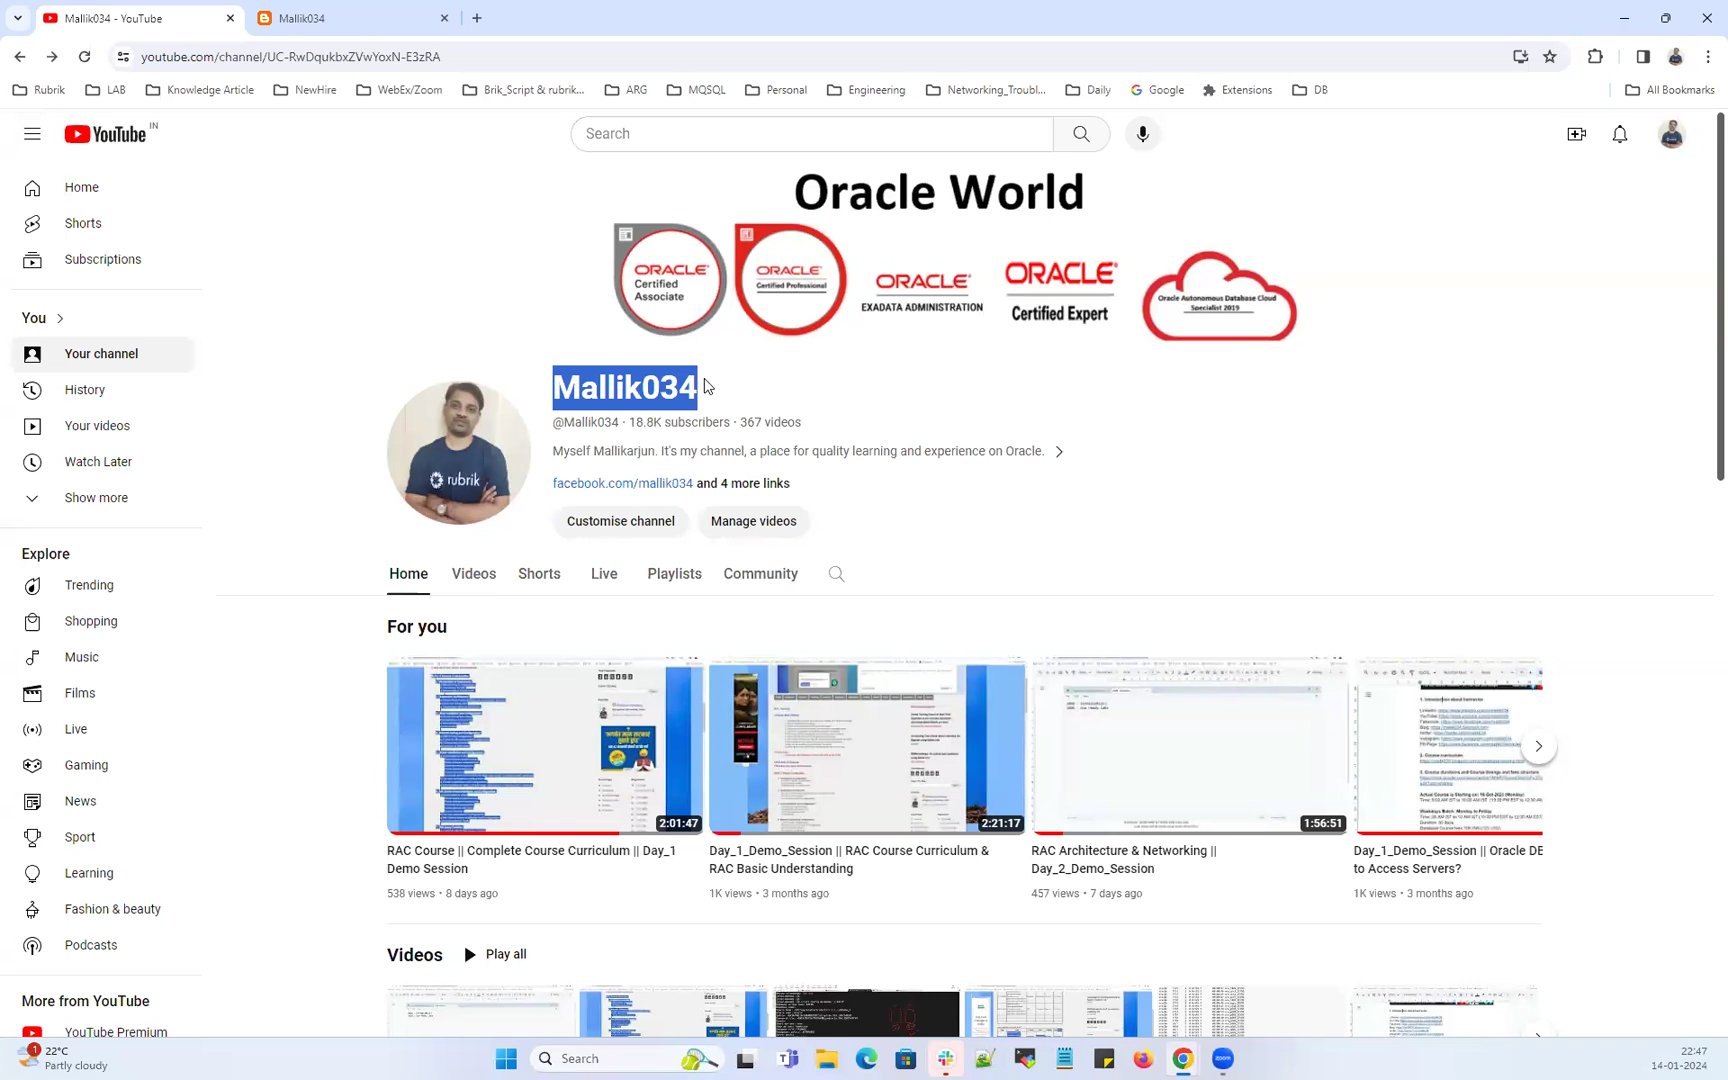 Mallik034 - YouTube
Mallik034
youtube.com/channel/UC-RwDqukbxZVwYoxN-E3zRA
Rubrik
LAB
Knowledge Article
NewHire
WebEx/Zoom
Brik_Script & rubrik...
ARG
MQSQL
Personal
Engineering
Networking_Troubl...
Daily
Google
Extensions
DB
All Bookmarks
YouTube IN
Search
Oracle World
ORACLE
Certified
Associate
ORACLE
Certified Professional
ORACLE
EXADATA ADMINISTRATION
ORACLE
Certified Expert
Oracle Autonomous Database Cloud
Specialist 2019
Home
Shorts
Subscriptions
You
Your channel
History
Your videos
Watch Later
Show more
Explore
Trending
Shopping
Music
Films
Live
Gaming
News
Sport
Learning
Fashion & beauty
Podcasts
More from YouTube
YouTube Premium
rubrik
Mallik034
@Mallik034 · 18.8K subscribers · 367 videos
Myself Mallikarjun. It's my channel, a place for quality learning and experience on Oracle.
facebook.com/mallik034 and 4 more links
Customise channel
Manage videos
Home
Videos
Shorts
Live
Playlists
Community
For you
2:01:47
RAC Course || Complete Course Curriculum || Day_1
Demo Session
538 views · 8 days ago
2:21:17
Day_1_Demo_Session || RAC Course Curriculum &
RAC Basic Understanding
1K views · 3 months ago
1:56:51
RAC Architecture & Networking ||
Day_2_Demo_Session
457 views · 7 days ago
Day_1_Demo_Session || Oracle DB
to Access Servers?
1K views · 3 months ago
Videos
Play all
1
22°C
Partly cloudy
Search
zoom
22:47
14-01-2024